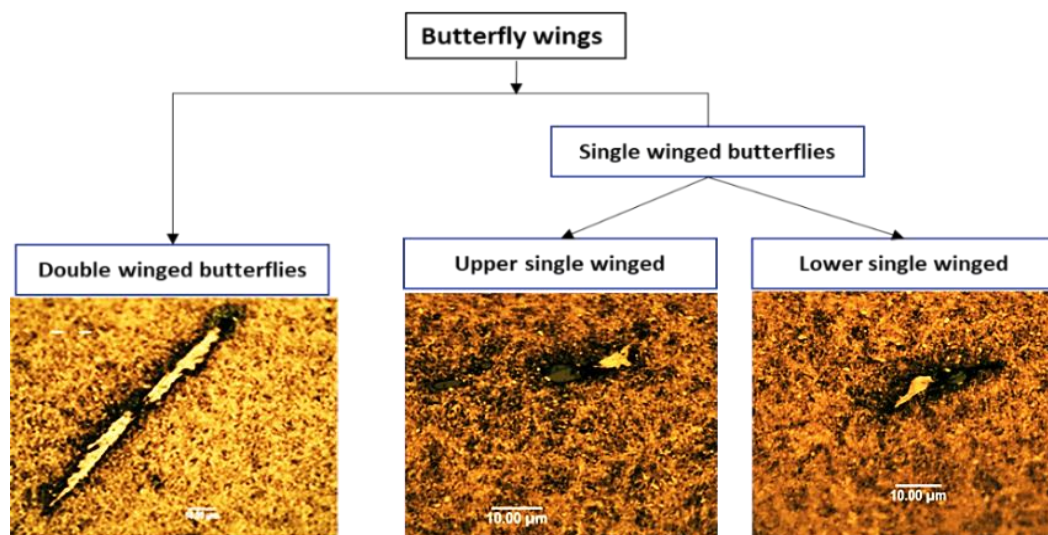 Butterfly wings
Single winged butterflies
Double winged butterflies
Upper single winged
Lower single winged
10.00 µm
10.00 µm